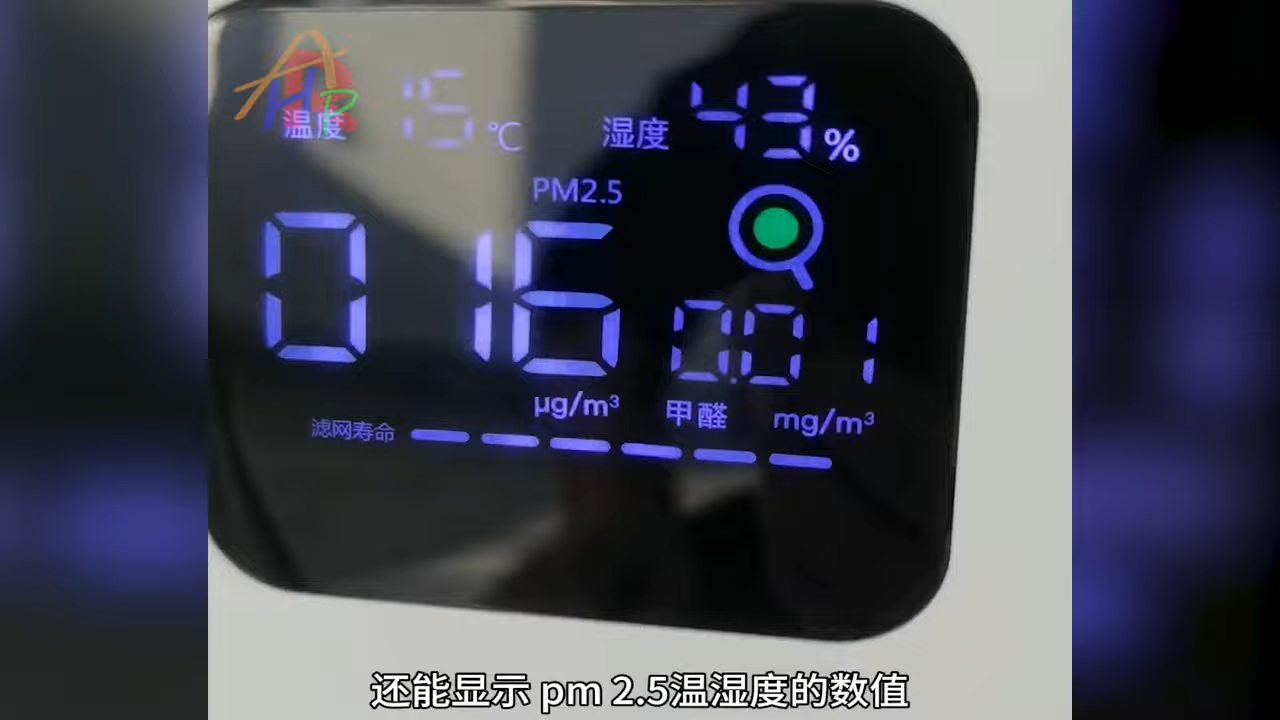 AHR
温度 15 ℃ 湿度 43 %
PM2.5
016
0.01
µg/m³ 甲醛 mg/m³
滤网寿命
还能显示 pm 2.5温湿度的数值